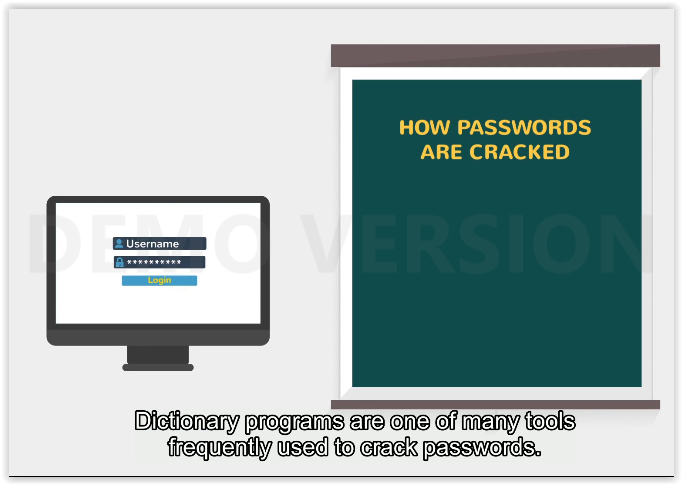 HOW PASSWORDS
ARE CRACKED
DEMO VERSION
Username
**********
Login
Dictionary programs are one of many tools
frequently used to crack passwords.